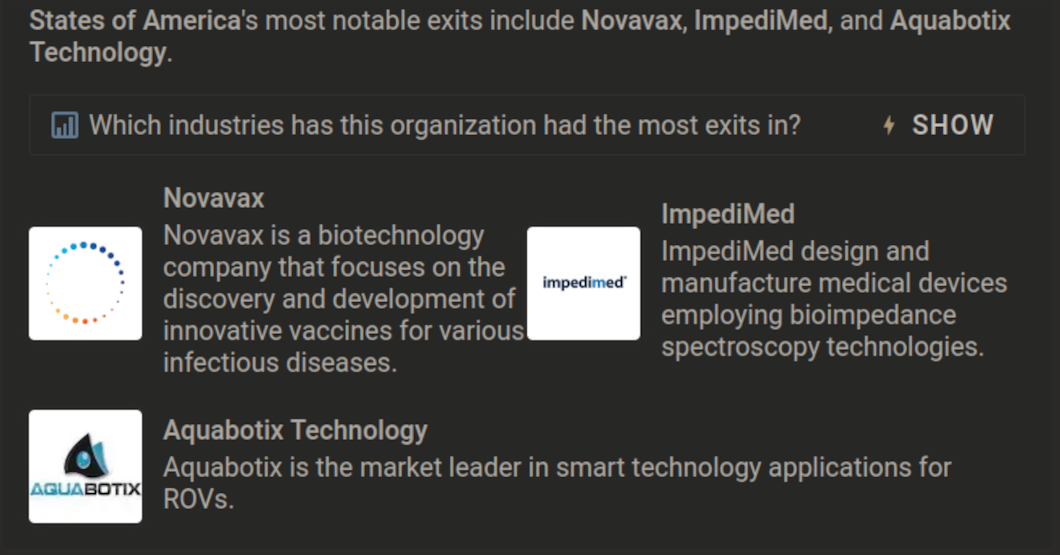 States of America's most notable exits include Novavax, ImpediMed, and Aquabotix
Technology.
Which industries has this organization had the most exits in?
SHOW
Novavax
Novavax is a biotechnology
company that focuses on the
discovery and development of
innovative vaccines for various
infectious diseases.
impedimed
ImpediMed
ImpediMed design and
manufacture medical devices
employing bioimpedance
spectroscopy technologies.
AQUABOTIX
Aquabotix Technology
Aquabotix is the market leader in smart technology applications for
ROVs.